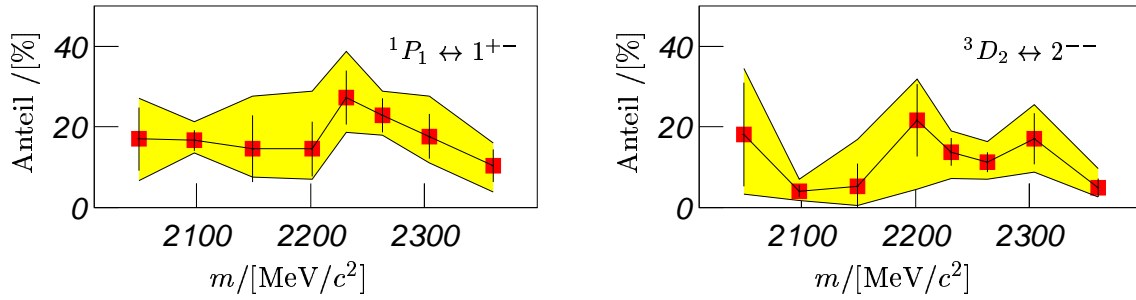 Anteil /[%]
40
20
0
¹P₁ ↔ 1⁺⁻
2100 2200 2300
m/[MeV/c²]
Anteil /[%]
40
20
0
³D₂ ↔ 2⁻⁻
2100 2200 2300
m/[MeV/c²]